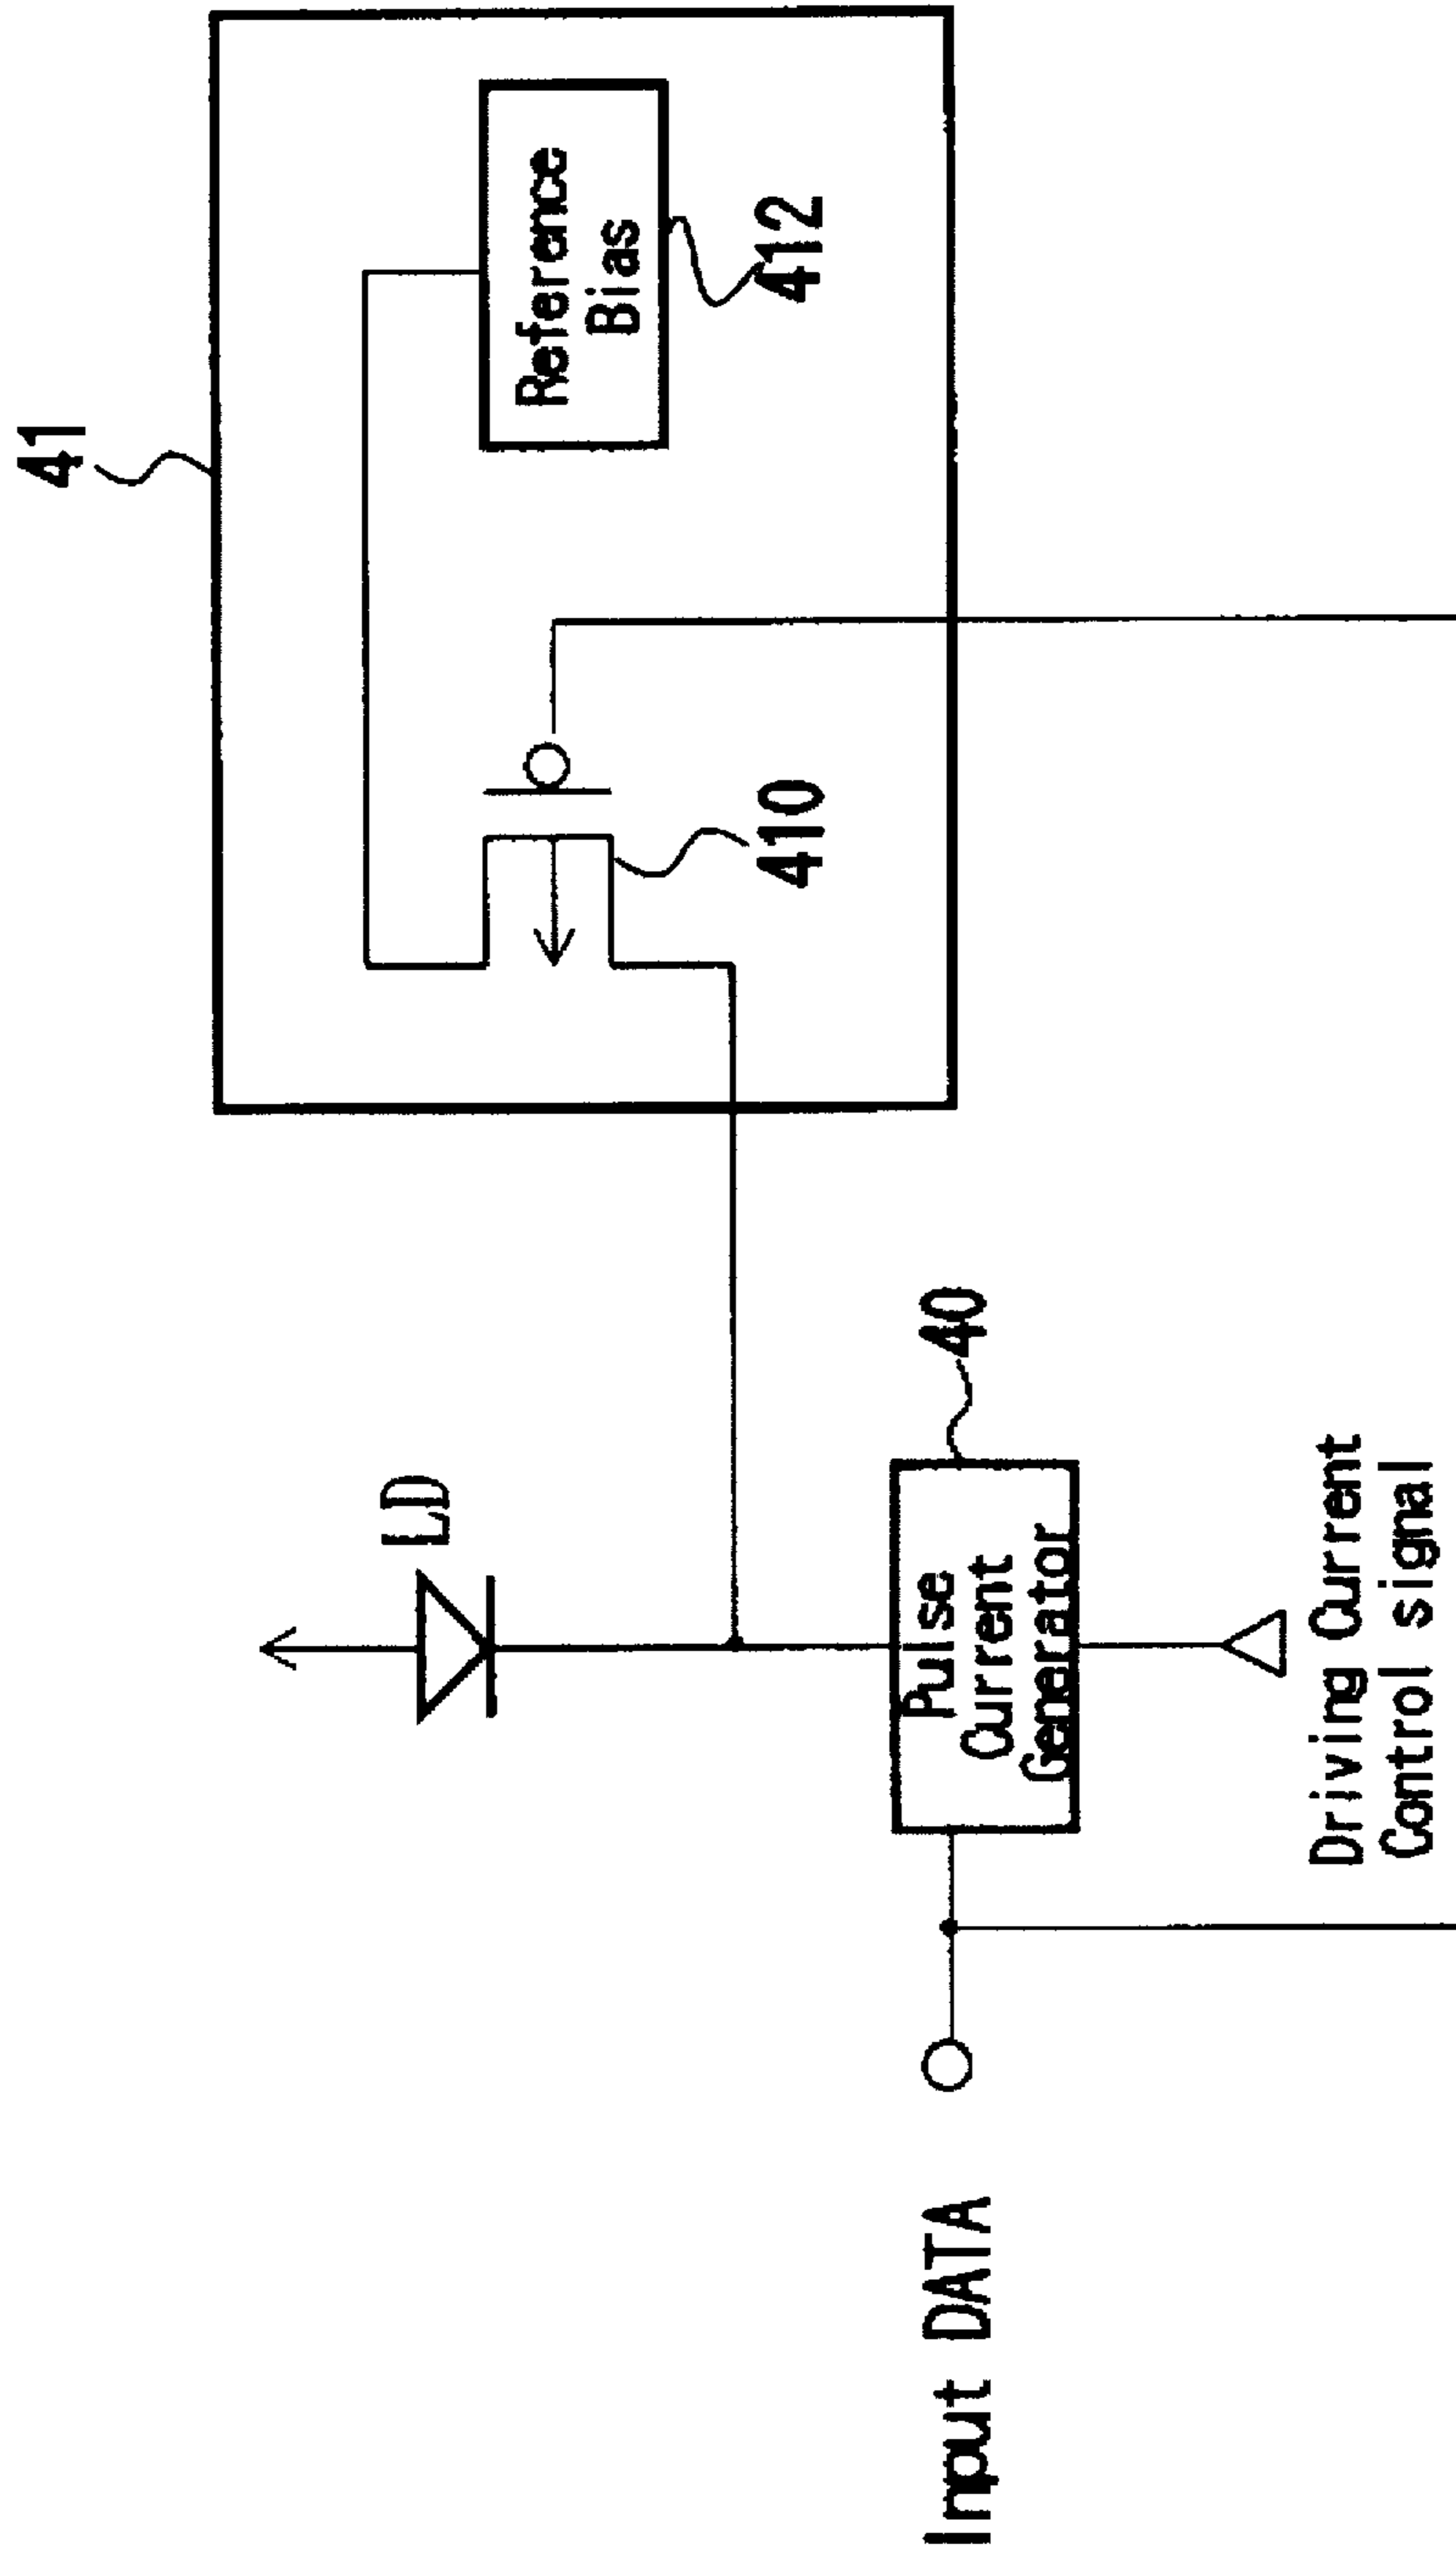 41
Reference
Bias
412
410
LD
40
Pulse
Current
Generator
Driving Current
Control signal
Input DATA